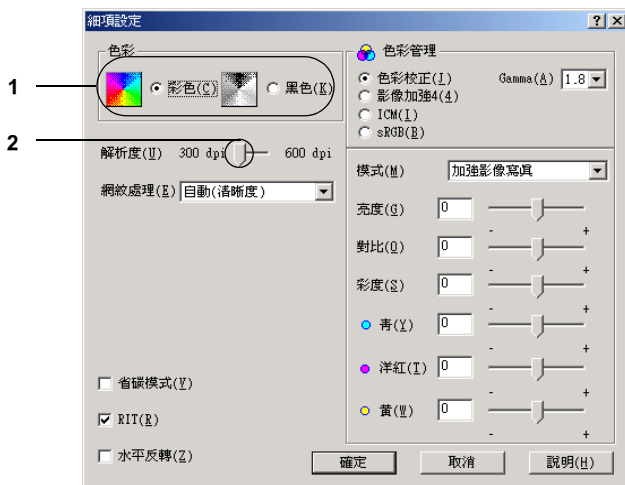 細項設定
色彩
1
彩色(C)
黑色(K)
2
解析度(U) 300 dpi 600 dpi
網紋處理(E) 自動(清晰度)
省碳模式(V)
RIT(R)
水平反轉(Z)
色彩管理
色彩校正(J) Gamma(A) 1.8
影像加強4(4)
ICM(I)
sRGB(B)
模式(M) 加強影像寫真
亮度(G) 0
- +
對比(O) 0
- +
彩度(S) 0
- +
青(Y) 0
- +
洋紅(T) 0
- +
黃(W) 0
- +
確定 取消 說明(H)